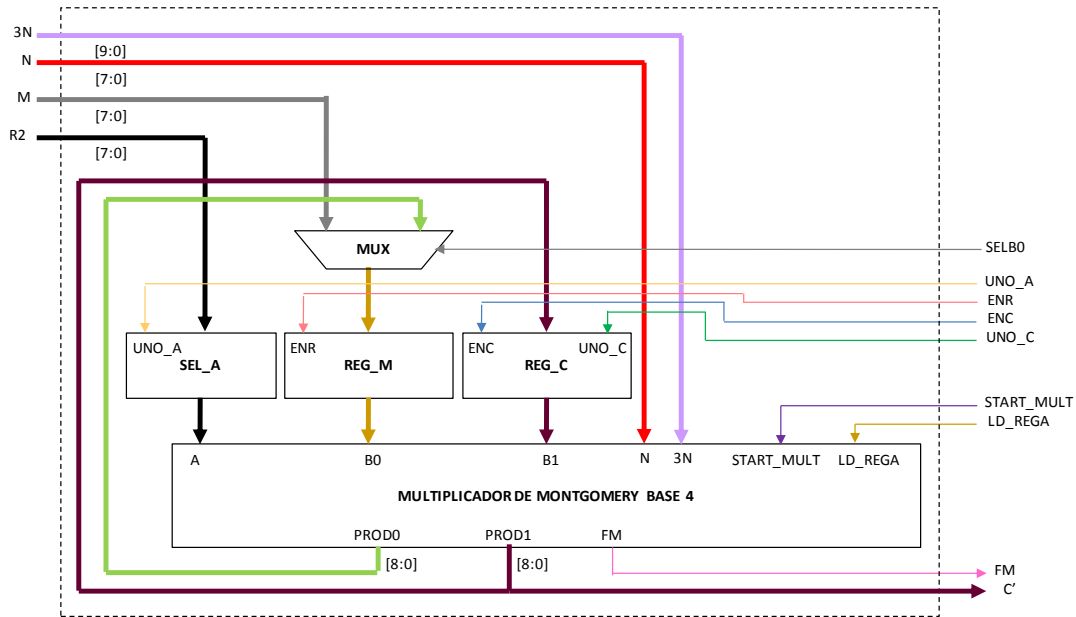 3N
[9:0]
N
[7:0]
M
[7:0]
R2
[7:0]
MUX
SELB0
UNO_A
ENR
ENC
UNO_C
UNO_A
SEL_A
ENR
REG_M
ENC
UNO_C
REG_C
START_MULT
LD_REGA
A
B0
B1
N
3N
START_MULT
LD_REGA
MULTIPLICADOR DE MONTGOMERY BASE 4
PROD0
PROD1
FM
[8:0]
[8:0]
FM
C'